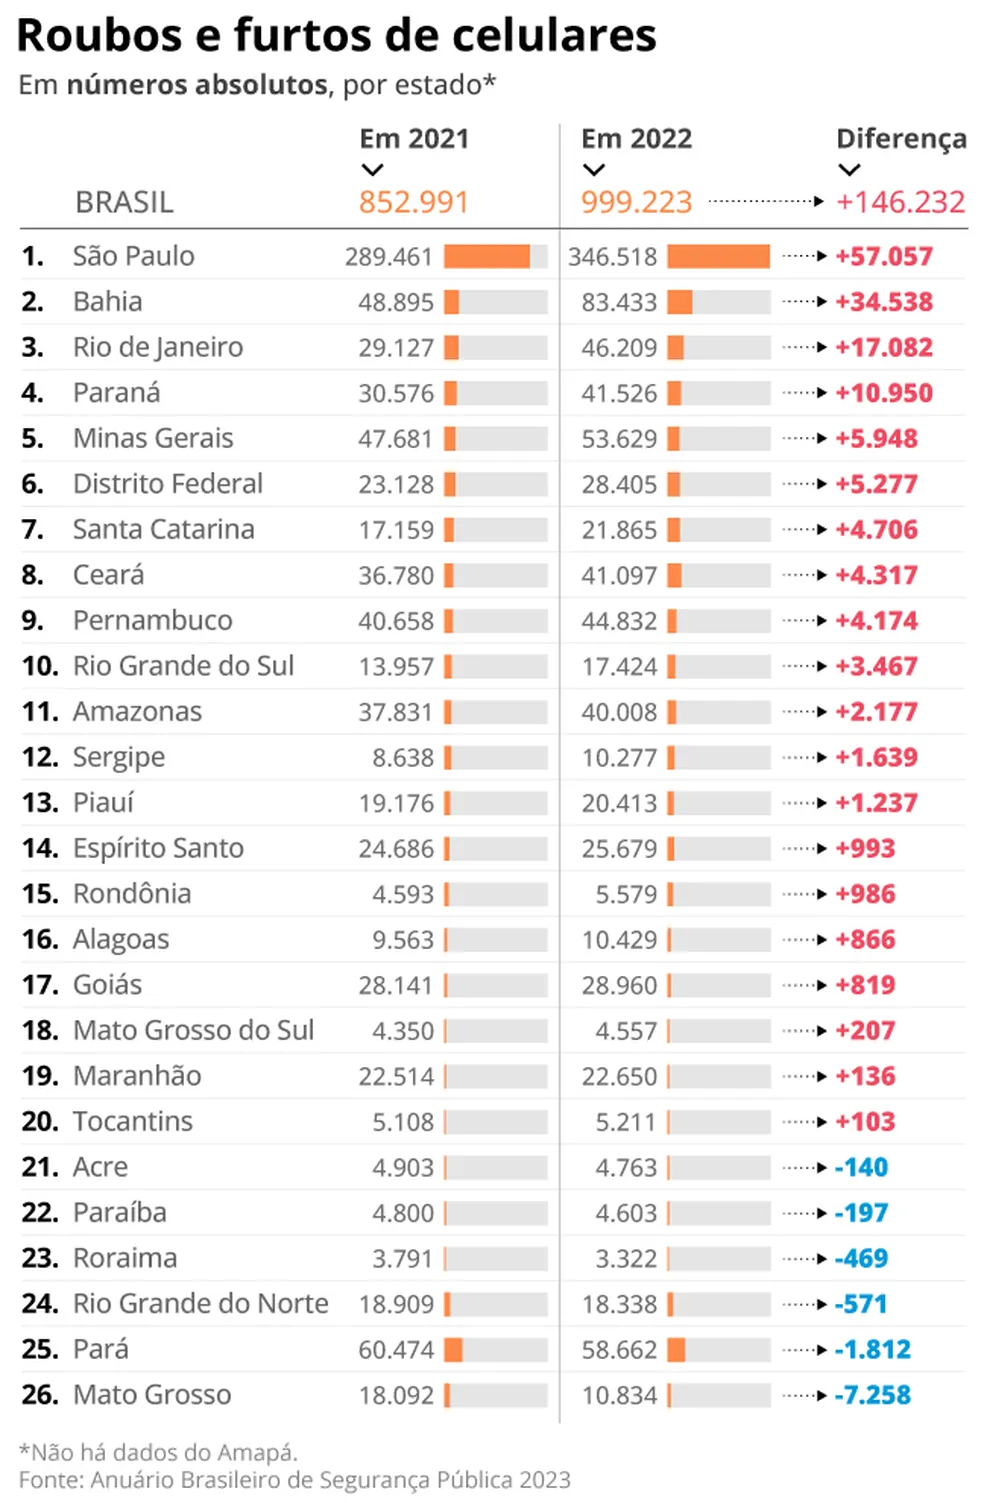 Roubos e furtos de celulares
Em números absolutos, por estado*
Em 2021 Em 2022 Diferença
BRASIL 852.991 999.223 +146.232
1. São Paulo 289.461 346.518 +57.057
2. Bahia 48.895 83.433 +34.538
3. Rio de Janeiro 29.127 46.209 +17.082
4. Paraná 30.576 41.526 +10.950
5. Minas Gerais 47.681 53.629 +5.948
6. Distrito Federal 23.128 28.405 +5.277
7. Santa Catarina 17.159 21.865 +4.706
8. Ceará 36.780 41.097 +4.317
9. Pernambuco 40.658 44.832 +4.174
10. Rio Grande do Sul 13.957 17.424 +3.467
11. Amazonas 37.831 40.008 +2.177
12. Sergipe 8.638 10.277 +1.639
13. Piauí 19.176 20.413 +1.237
14. Espírito Santo 24.686 25.679 +993
15. Rondônia 4.593 5.579 +986
16. Alagoas 9.563 10.429 +866
17. Goiás 28.141 28.960 +819
18. Mato Grosso do Sul 4.350 4.557 +207
19. Maranhão 22.514 22.650 +136
20. Tocantins 5.108 5.211 +103
21. Acre 4.903 4.763 -140
22. Paraíba 4.800 4.603 -197
23. Roraima 3.791 3.322 -469
24. Rio Grande do Norte 18.909 18.338 -571
25. Pará 60.474 58.662 -1.812
26. Mato Grosso 18.092 10.834 -7.258
*Não há dados do Amapá.
Fonte: Anuário Brasileiro de Segurança Pública 2023